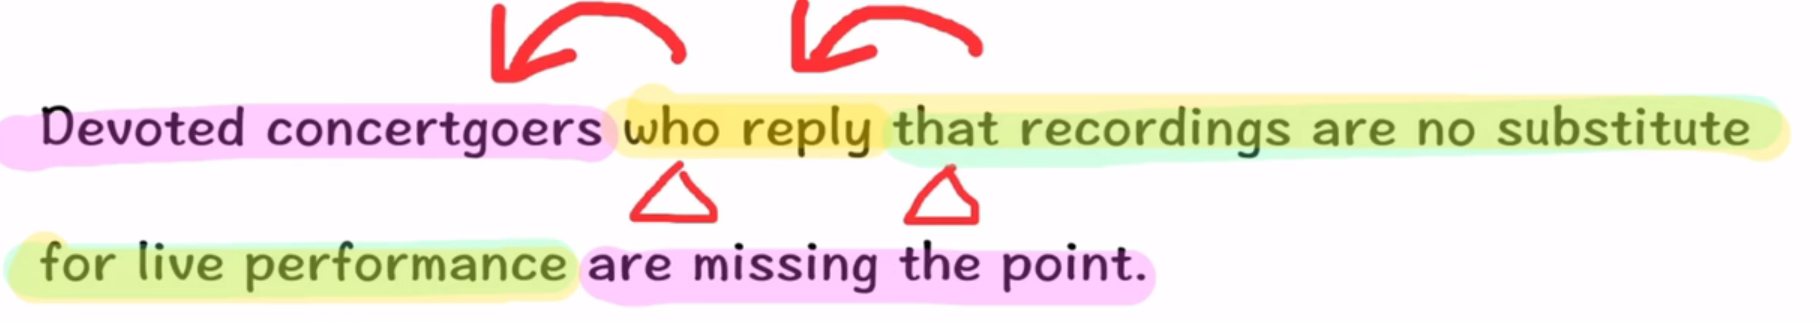 Devoted concertgoers who reply that recordings are no substitute
for live performance are missing the point.